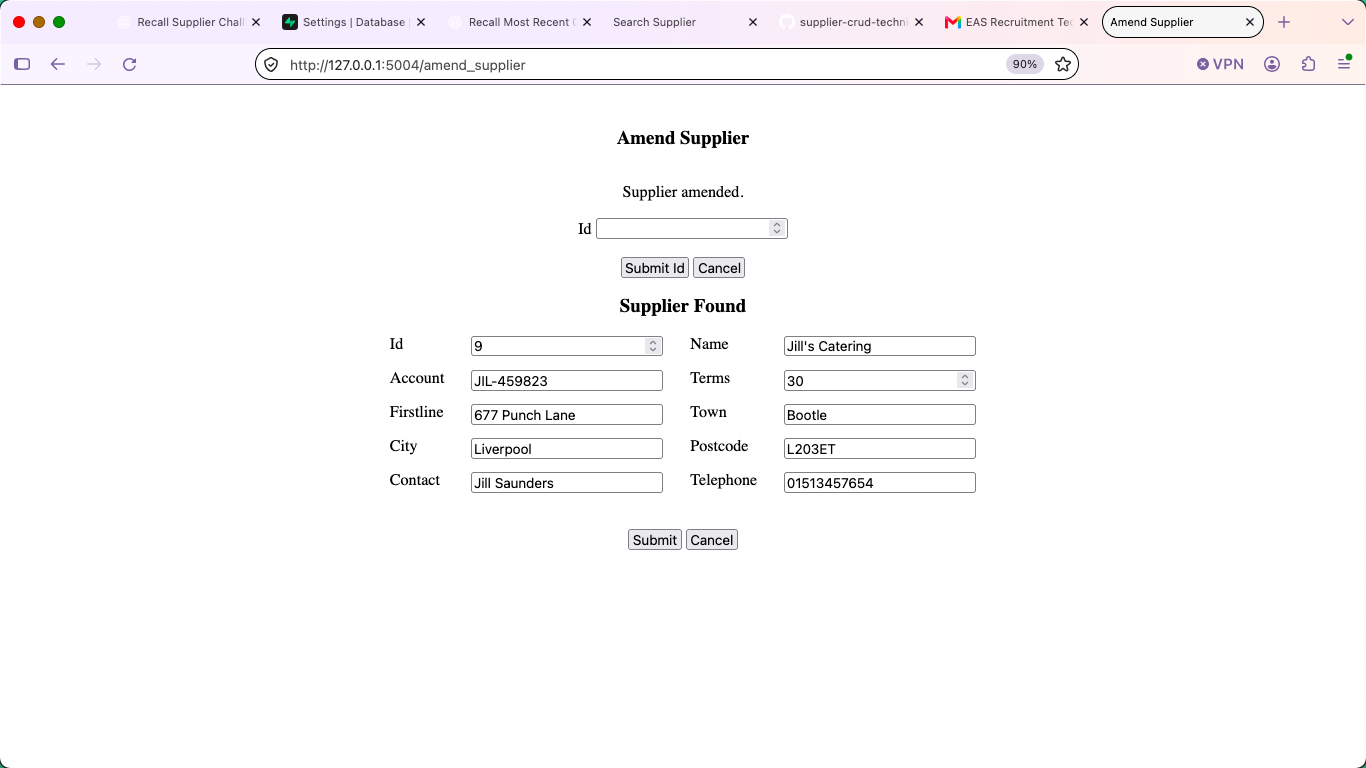 Recall Supplier Chall Settings | Database Recall Most Recent Search Supplier supplier-crud-techni EAS Recruitment Tec Amend Supplier
http://127.0.0.1:5004/amend_supplier 90% VPN
Amend Supplier
Supplier amended.
Id
Submit Id Cancel
Supplier Found
Id 9 Name Jill's Catering
Account JIL-459823 Terms 30
Firstline 677 Punch Lane Town Bootle
City Liverpool Postcode L203ET
Contact Jill Saunders Telephone 01513457654
Submit Cancel